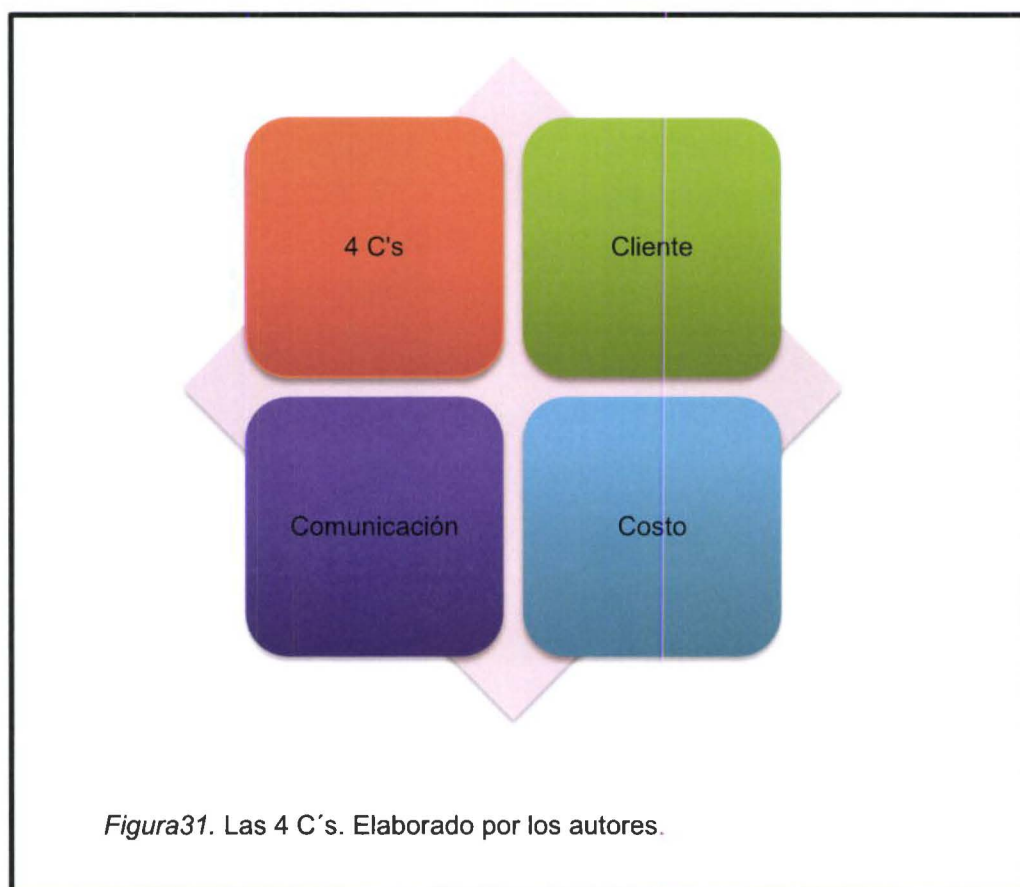 4 C's
Cliente
Comunicación
Costo
Figura31. Las 4 C´s. Elaborado por los autores.